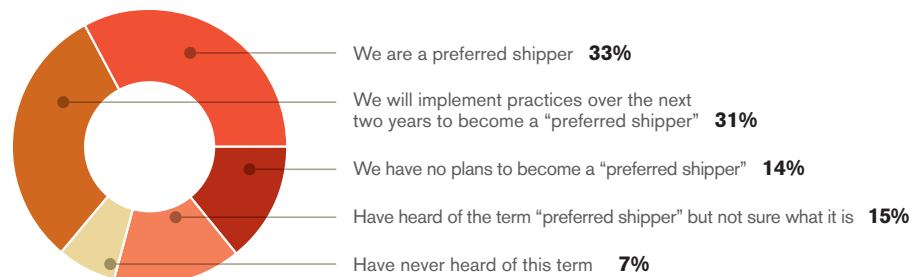 We are a preferred shipper 33%
We will implement practices over the next
two years to become a “preferred shipper” 31%
We have no plans to become a “preferred shipper” 14%
Have heard of the term “preferred shipper” but not sure what it is 15%
Have never heard of this term 7%